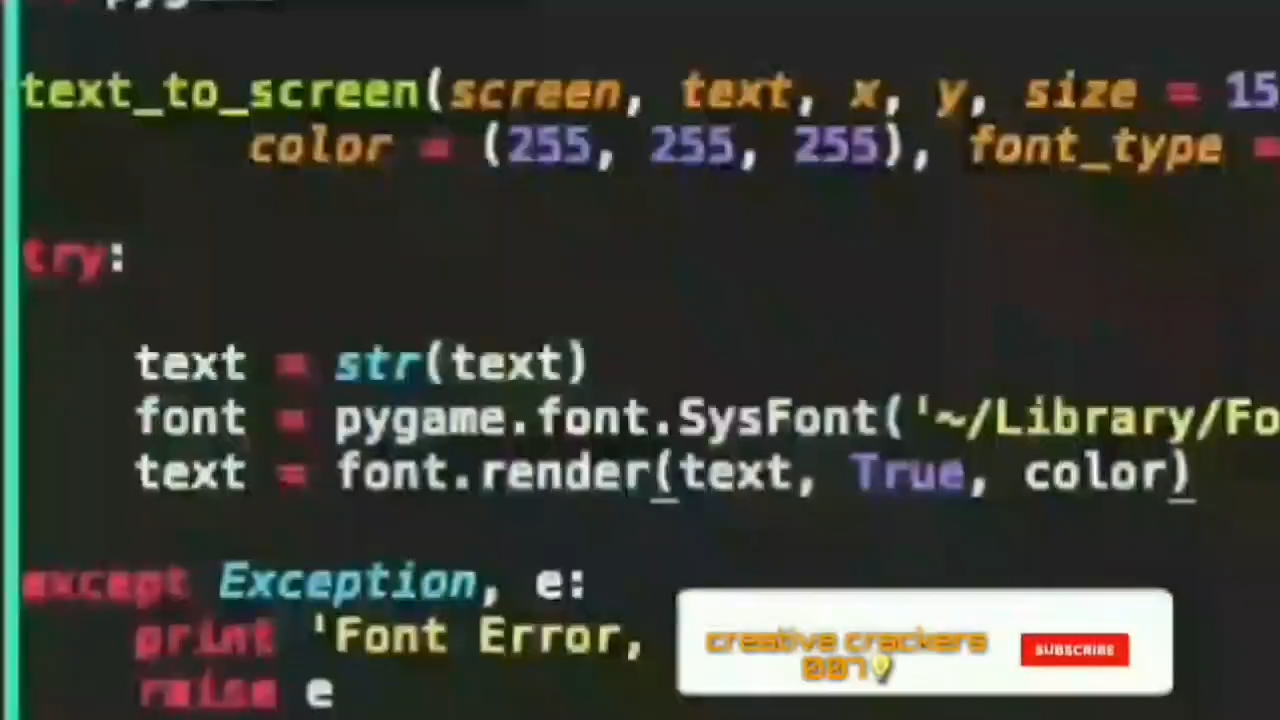 text_to_screen(screen, text, x, y, size = 15
color = (255, 255, 255), font_type =
try:
text = str(text)
font = pygame.font.SysFont('~/Library/Fo
text = font.render(text, True, color)
except Exception, e:
print 'Font Error,
raise e
creative crackers
007
SUBSCRIBE